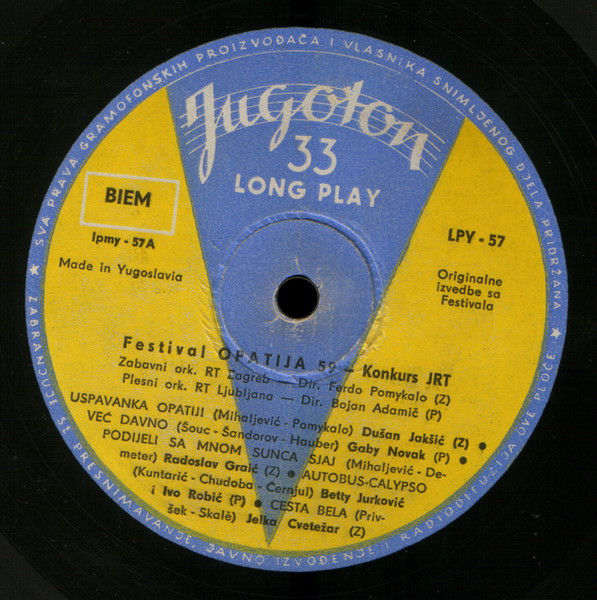 SVA PRAVA GRAMOFONSKIH PROIZVOĐAČA I VLASNIKA SNIMLJENOG DJELA PRIDRŽANA ★ ZABRANJUJE SE PRESNIMAVANJE, JAVNO IZVOĐENJE I RADIODIFUZIJA OVE PLOČE ★
Jugoton
33
LONG PLAY
BIEM
lpmy - 57A
LPY - 57
Made in Yugoslavia
Originalne
izvedbe sa
Festivala
Festival OPATIJA 59 — Konkurs JRT
Zabavni ork. RT Zagreb — Dir. Ferdo Pomykalo (Z)
Plesni ork. RT Ljubljana — Dir. Bojan Adamič (P)
USPAVANKA OPATIJI (Mihaljević - Pomykalo) Dušan Jakšić (Z) ●
VEĆ DAVNO (Souc - Šandorov - Hauber) Gaby Novak (P) ●
PODIJELI SA MNOM SUNCA SJAJ (Mihaljević - De-
meter) Radoslav Graić (Z) ● AUTOBUS-CALYPSO
(Kuntarić - Chudoba - Černjul) Betty Jurković
i Ivo Robić (P) ● CESTA BELA (Priv-
šek - Skalè) Jelka Cvetežar (Z)